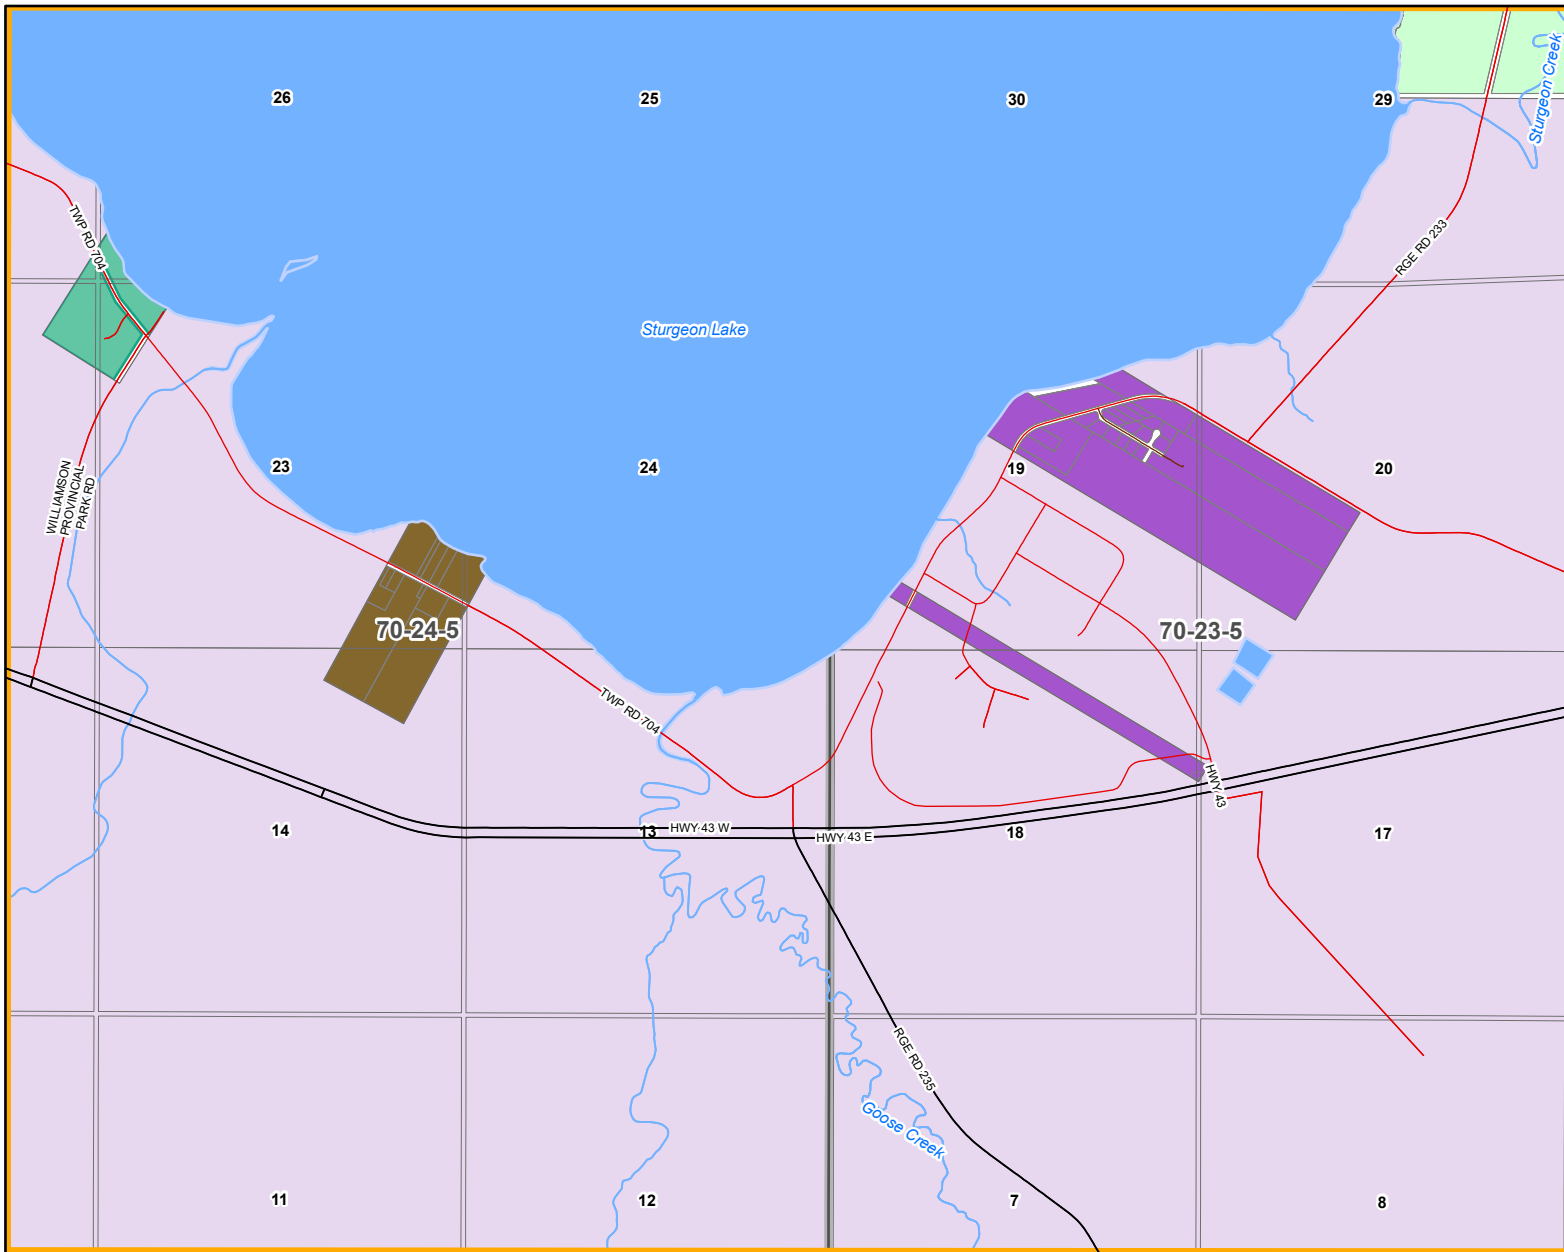 26
25
30
29
Sturgeon Creek
TWP RD 704
RGE RD 233
Sturgeon Lake
23
24
19
20
WILLIAMSON
PROVINCIAL
PARK RD
70-24-5
70-23-5
TWP RD 704
HWY 43
14
HWY 43 W
13
HWY 43 E
18
17
RGE RD 235
Goose Creek
11
12
7
8